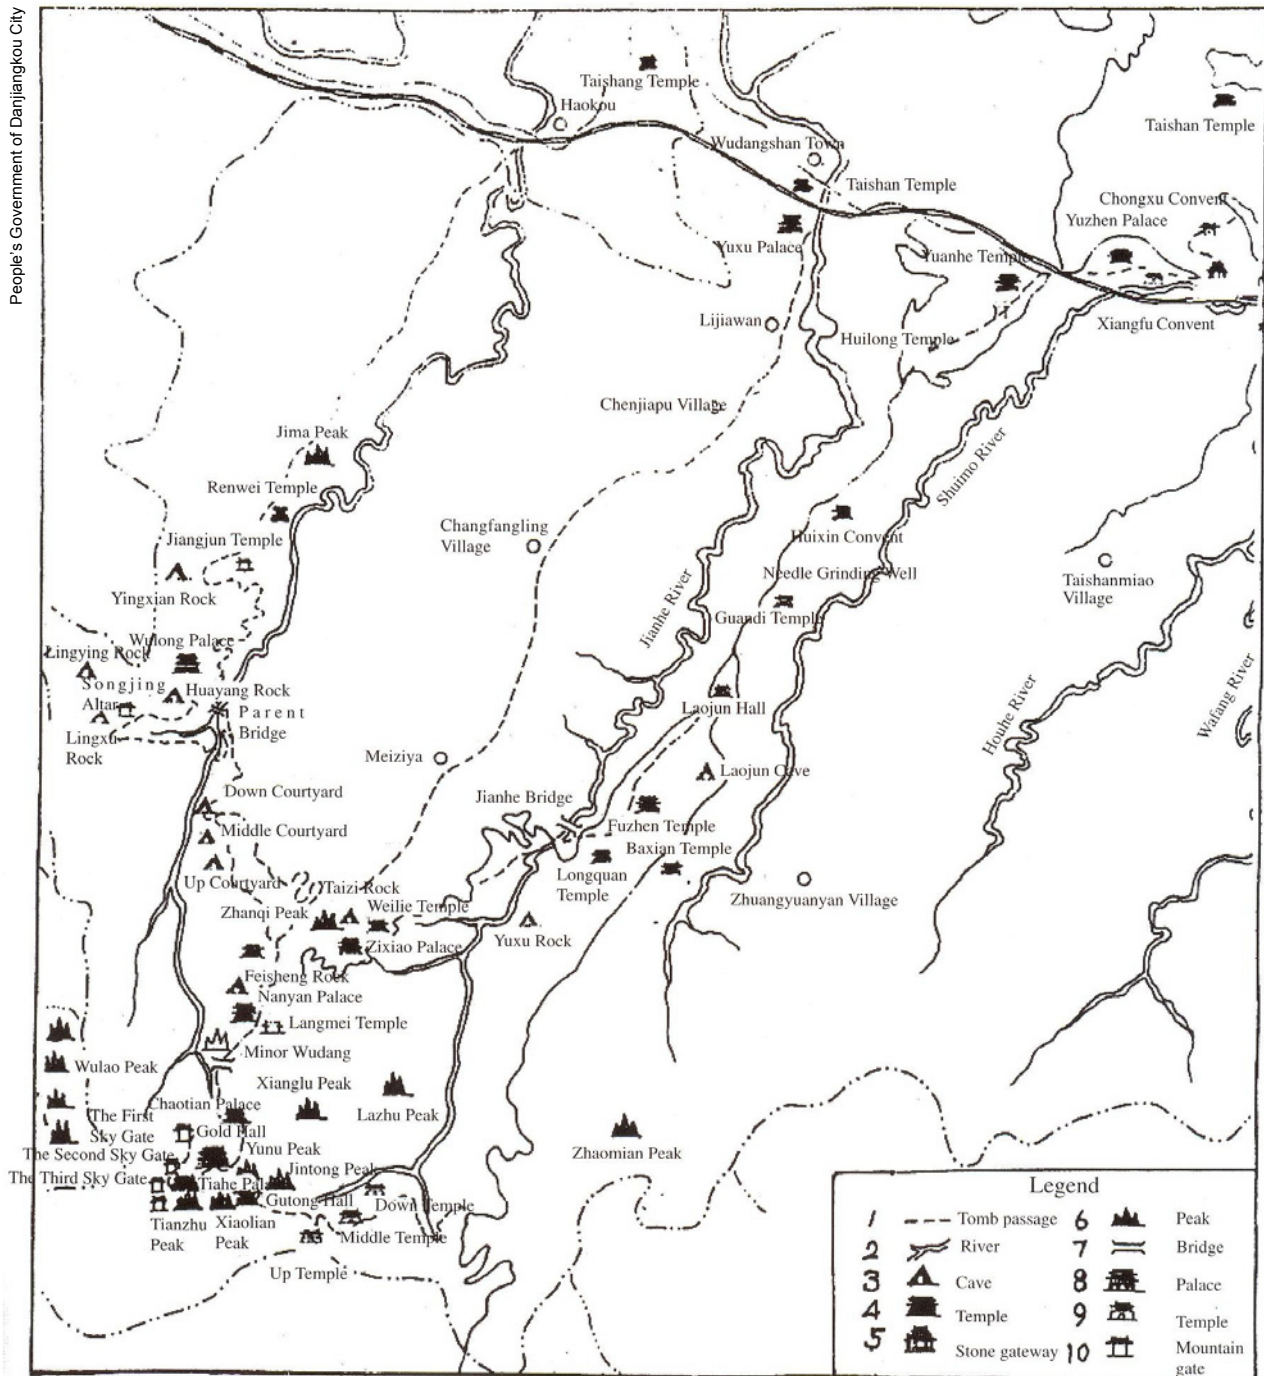 People's Government of Danjiangkou City
Taishang Temple
Haokou
Taishan Temple
Wudangshan Town
Taishan Temple
Chongxu Convent
Yuzhen Palace
Yuxu Palace
Yuanhe Temple
Lijiawan
Xiangfu Convent
Huilong Temple
Chenjiapu Village
Jima Peak
Shuimo River
Renwei Temple
Changfangling
Village
Huixin Convent
Jiangjun Temple
Needle Grinding Well
Taishanmiao
Village
Yingxian Rock
Jianhe River
Guandi Temple
Wulong Palace
Lingying Rock
Songjing
Altar
Huayang Rock
Parent
Bridge
Laojun Hall
Houhe River
Wafang River
Lingxu
Rock
Meiziya
Laojun Cave
Down Courtyard
Jianhe Bridge
Middle Courtyard
Fuzhen Temple
Baxian Temple
Up Courtyard
Longquan
Temple
Taizi Rock
Zhuangyuanyan Village
Zhanqi Peak
Weilie Temple
Zixiao Palace
Yuxu Rock
Feisheng Rock
Nanyan Palace
Langmei Temple
Minor Wudang
Wulao Peak
Xianglu Peak
Chaotian Palace
Lazhu Peak
The First
Sky Gate
Gold Hall
Zhaomian Peak
The Second Sky Gate
Yunu Peak
Jintong Peak
The Third Sky Gate
Tiahe Palace
Gutong Hall
Down Temple
Tianzhu
Peak
Xiaolian
Peak
Middle Temple
Up Temple
Legend
1 Tomb passage 6 Peak
2 River 7 Bridge
3 Cave 8 Palace
4 Temple 9 Temple
5 Stone gateway 10 Mountain
gate